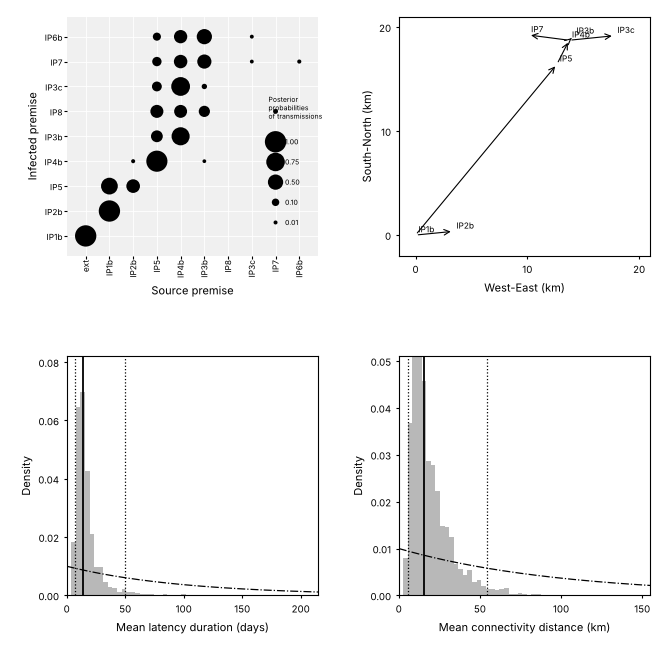 IP6b
IP7
IP3c
IP8
IP3b
IP4b
IP5
IP2b
IP1b
Infected premise
ext
IP1b
IP2b
IP5
IP4b
IP3b
IP8
IP3c
IP7
IP6b
Source premise
Posterior
probabilities
of transmissions
1.00
0.75
0.50
0.10
0.01
20
10
0
South-North (km)
IP7
IP3b
IP4b
IP3c
IP5
IP1b
IP2b
0
20
West-East (km)
0.08
0.06
0.04
0.02
0.00
Density
0
50
100
150
200
Mean latency duration (days)
0.05
0.04
0.03
0.02
0.01
0.00
Density
0
50
100
150
Mean connectivity distance (km)